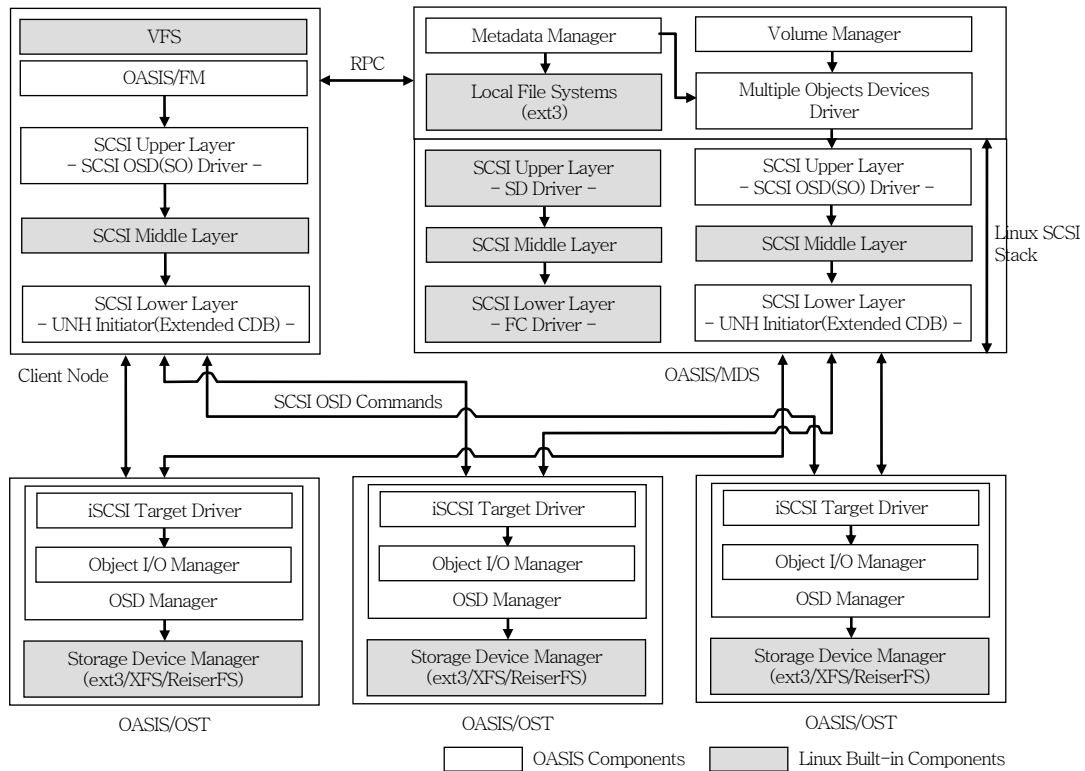 VFS
OASIS/FM
SCSI Upper Layer
- SCSI OSD(SO) Driver -
SCSI Middle Layer
SCSI Lower Layer
- UNH Initiator(Extended CDB) -
Client Node
RPC
Metadata Manager
Volume Manager
Local File Systems
(ext3)
Multiple Objects Devices
Driver
SCSI Upper Layer
- SD Driver -
SCSI Middle Layer
SCSI Lower Layer
- FC Driver -
SCSI Upper Layer
- SCSI OSD(SO) Driver -
SCSI Middle Layer
SCSI Lower Layer
- UNH Initiator(Extended CDB) -
Linux SCSI
Stack
OASIS/MDS
SCSI OSD Commands
iSCSI Target Driver
Object I/O Manager
OSD Manager
Storage Device Manager
(ext3/XFS/ReiserFS)
OASIS/OST
iSCSI Target Driver
Object I/O Manager
OSD Manager
Storage Device Manager
(ext3/XFS/ReiserFS)
OASIS/OST
iSCSI Target Driver
Object I/O Manager
OSD Manager
Storage Device Manager
(ext3/XFS/ReiserFS)
OASIS/OST
OASIS Components
Linux Built-in Components